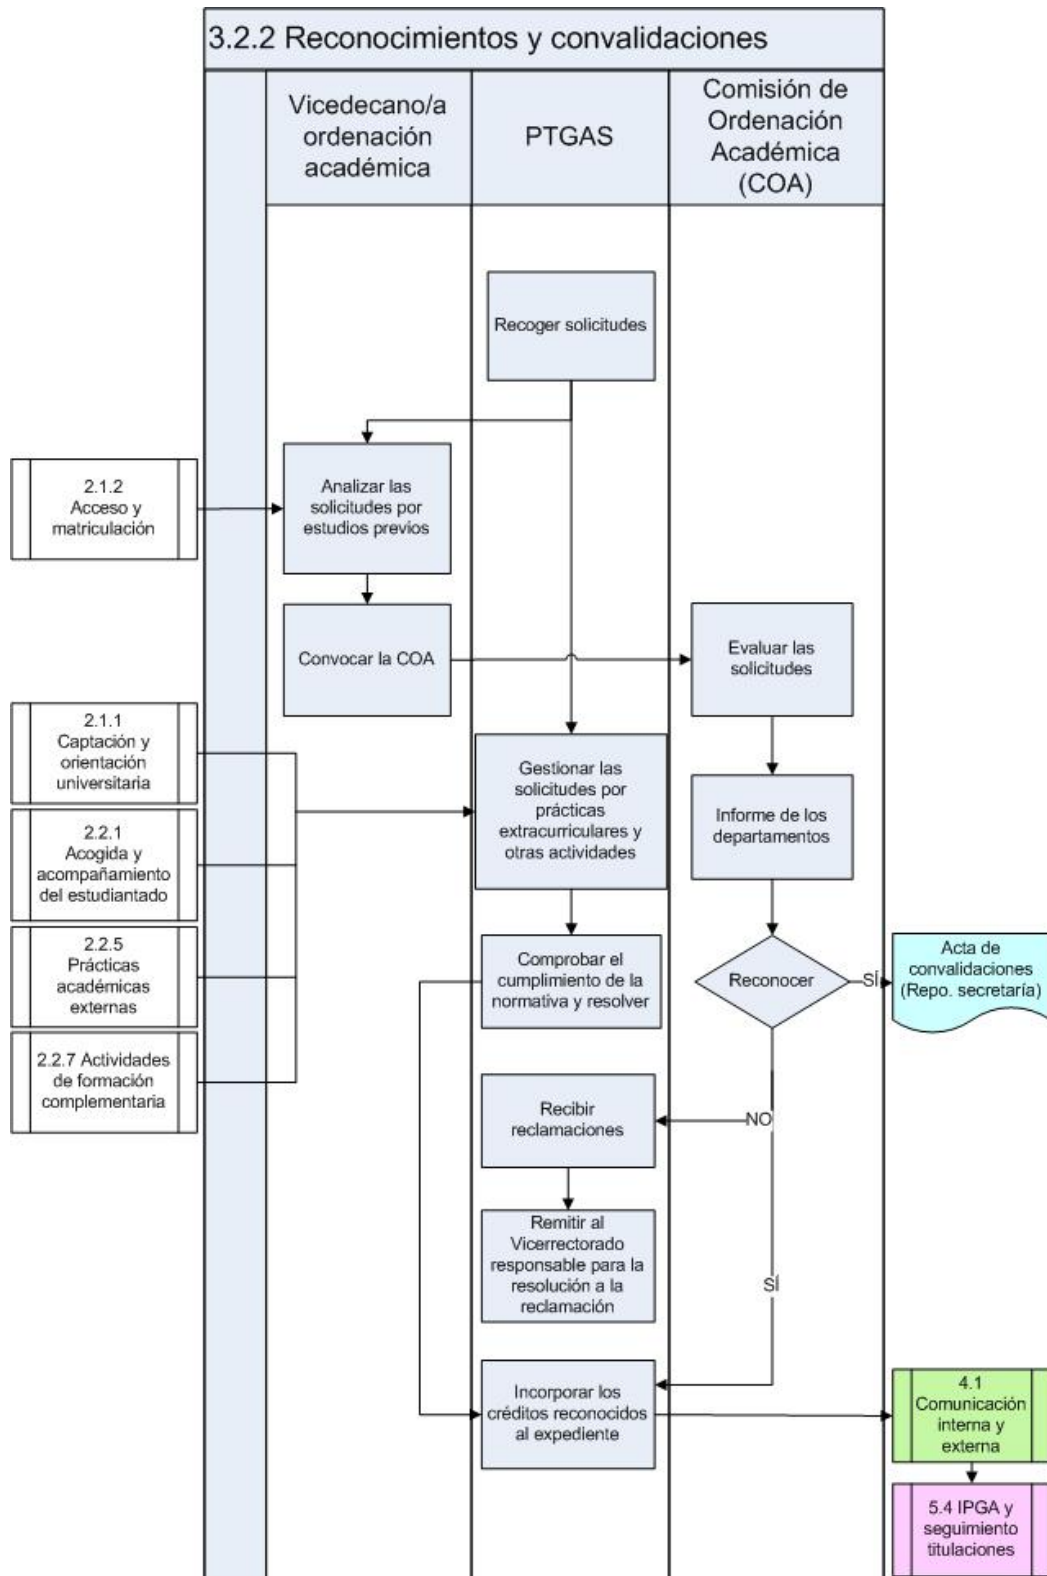 3.2.2 Reconocimientos y convalidaciones
Vicedecano/a
ordenación
académica
PTGAS
Comisión de
Ordenación
Académica
(COA)
Recoger solicitudes
2.1.2
Acceso y
matriculación
Analizar las
solicitudes por
estudios previos
Convocar la COA
Evaluar las
solicitudes
2.1.1
Captación y
orientación
universitaria
2.2.1
Acogida y
acompañamiento
del estudiantado
2.2.5
Prácticas
académicas
externas
2.2.7 Actividades
de formación
complementaria
Gestionar las
solicitudes por
prácticas
extracurriculares y
otras actividades
Informe de los
departamentos
Comprobar el
cumplimiento de la
normativa y resolver
Reconocer
SÍ
Acta de
convalidaciones
(Repo. secretaría)
Recibir
reclamaciones
NO
Remitir al
Vicerrectorado
responsable para la
resolución a la
reclamación
SÍ
Incorporar los
créditos reconocidos
al expediente
4.1
Comunicación
interna y
externa
5.4 IPGA y
seguimiento
titulaciones